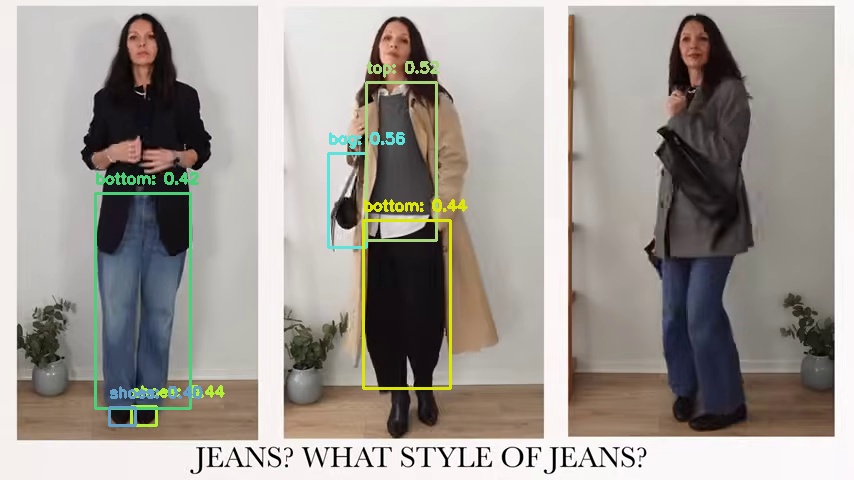 top: 0.52
bag: 0.56
bottom: 0.42
bottom: 0.44
JEANS? WHAT STYLE OF JEANS?